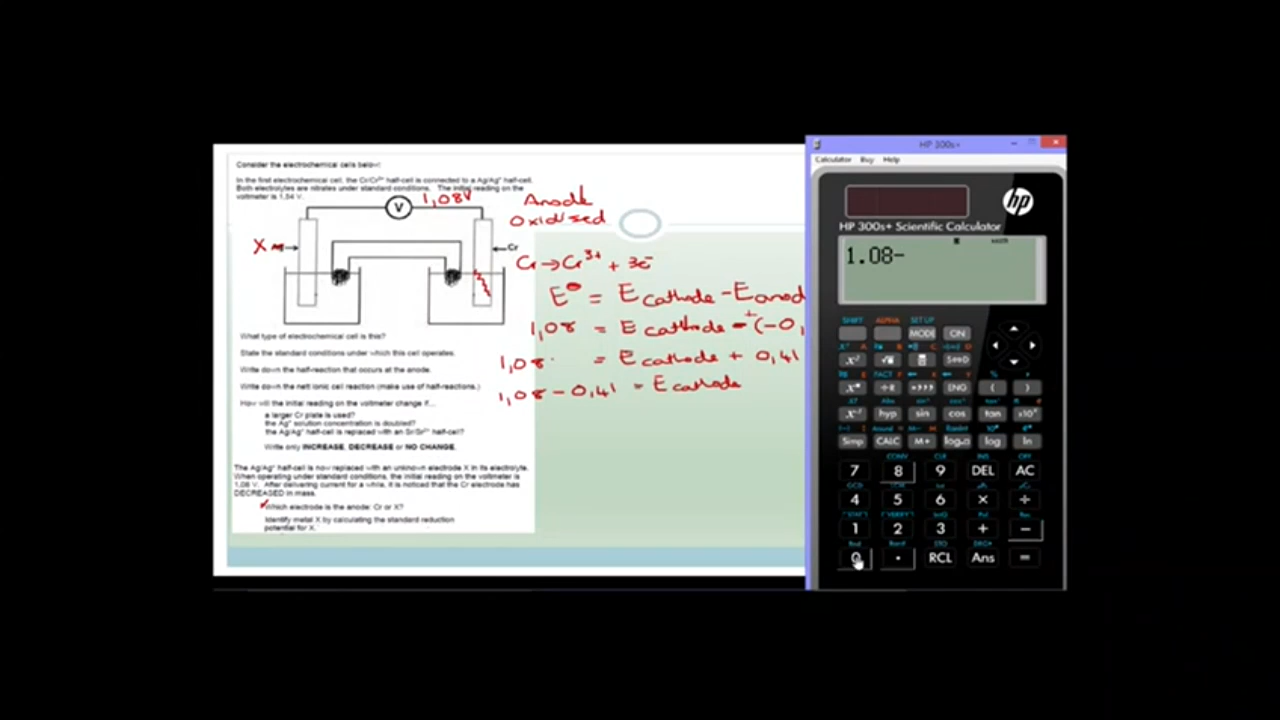 Consider the electrochemical cells below:
In the first electrochemical cell, the Cr/Cr³⁺ half-cell is connected to a Ag/Ag⁺ half-cell.
Both electrolytes are nitrates under standard conditions. The initial reading on the
voltmeter is 1.54 V.
1,08V
V
X
Cr
Anode
Oxidised
Cr → Cr³⁺ + 3e⁻
E = E cathode - E anod
1,08 = E cathode - (-0,
1,08 = E cathode + 0,41
1,08 - 0,41 = E cathode
What type of electrochemical cell is this?
State the standard conditions under which this cell operates.
Write down the half-reaction that occurs at the anode.
Write down the nett ionic cell reaction (make use of half-reactions.)
How will the initial reading on the voltmeter change if...
a larger Cr plate is used?
the Ag⁺ solution concentration is doubled?
the Ag/Ag⁺ half-cell is replaced with an Sr/Sr²⁺ half-cell?
Write only INCREASE, DECREASE or NO CHANGE.
The Ag/Ag⁺ half-cell is now replaced with an unknown electrode X in its electrolyte.
When operating under standard conditions, the initial reading on the voltmeter is
1,08 V. After delivering current for a while, it is noticed that the Cr electrode has
DECREASED in mass.
Which electrode is the anode: Cr or X?
Identify metal X by calculating the standard reduction
potential for X.
HP 300s+
Calculator Buy Help
hp
HP 300s+ Scientific Calculator
1.08-
SHIFT ALPHA SET UP
MODE ON
ENG ( )
hyp sin cos tan
Simp CALC M+ log log ln
7 8 9 DEL AC
4 5 6 × ÷
1 2 3 + −
0 . RCL Ans =